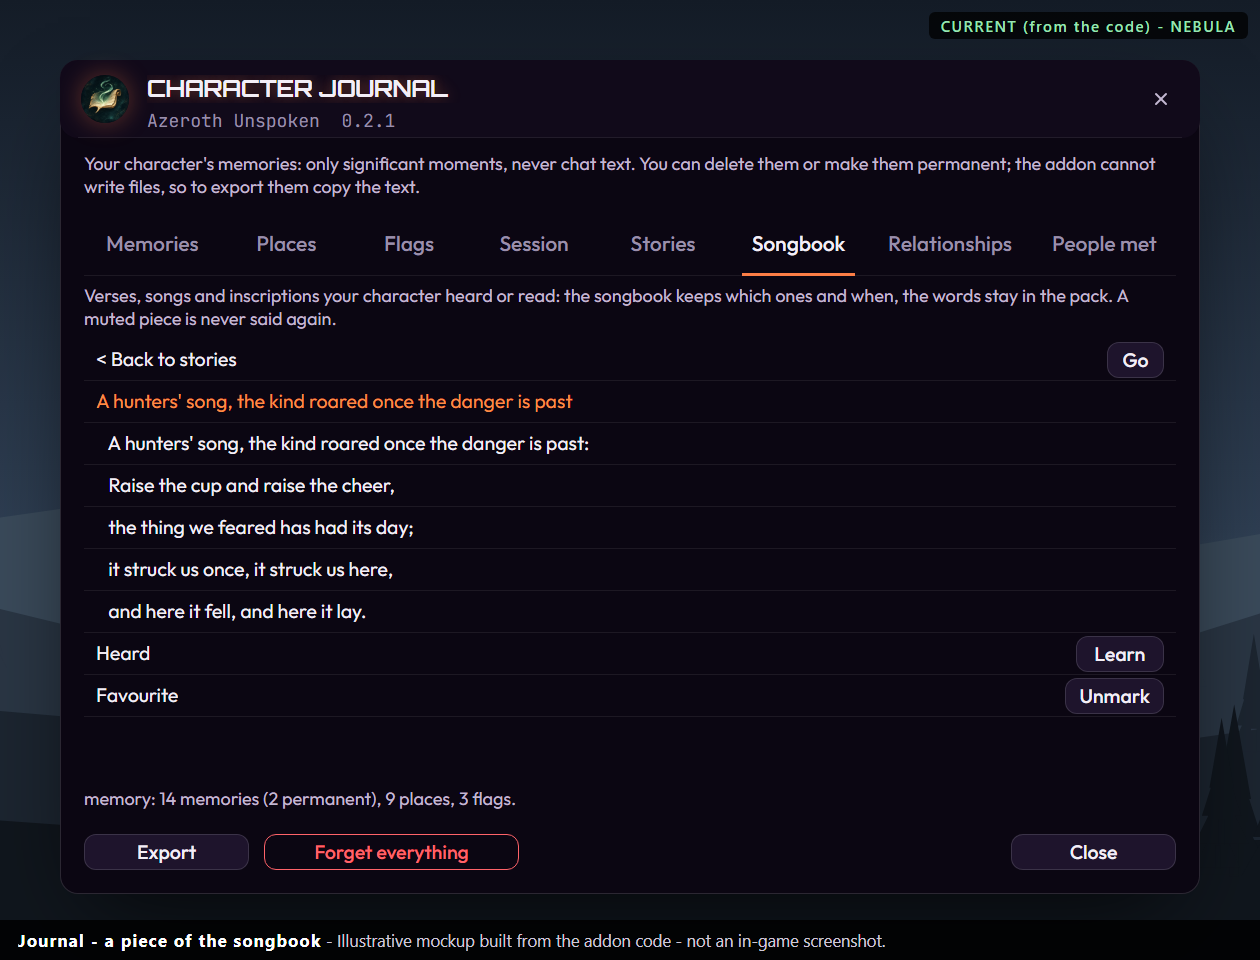 CURRENT (from the code) - NEBULA
CHARACTER JOURNAL
Azeroth Unspoken 0.2.1
Your character's memories: only significant moments, never chat text. You can delete them or make them permanent; the addon cannot
write files, so to export them copy the text.
Memories Places Flags Session Stories Songbook Relationships People met
Verses, songs and inscriptions your character heard or read: the songbook keeps which ones and when, the words stay in the pack. A
muted piece is never said again.
< Back to stories Go
A hunters' song, the kind roared once the danger is past
A hunters' song, the kind roared once the danger is past:
Raise the cup and raise the cheer,
the thing we feared has had its day;
it struck us once, it struck us here,
and here it fell, and here it lay.
Heard Learn
Favourite Unmark
memory: 14 memories (2 permanent), 9 places, 3 flags.
Export Forget everything Close
Journal - a piece of the songbook - Illustrative mockup built from the addon code - not an in-game screenshot.